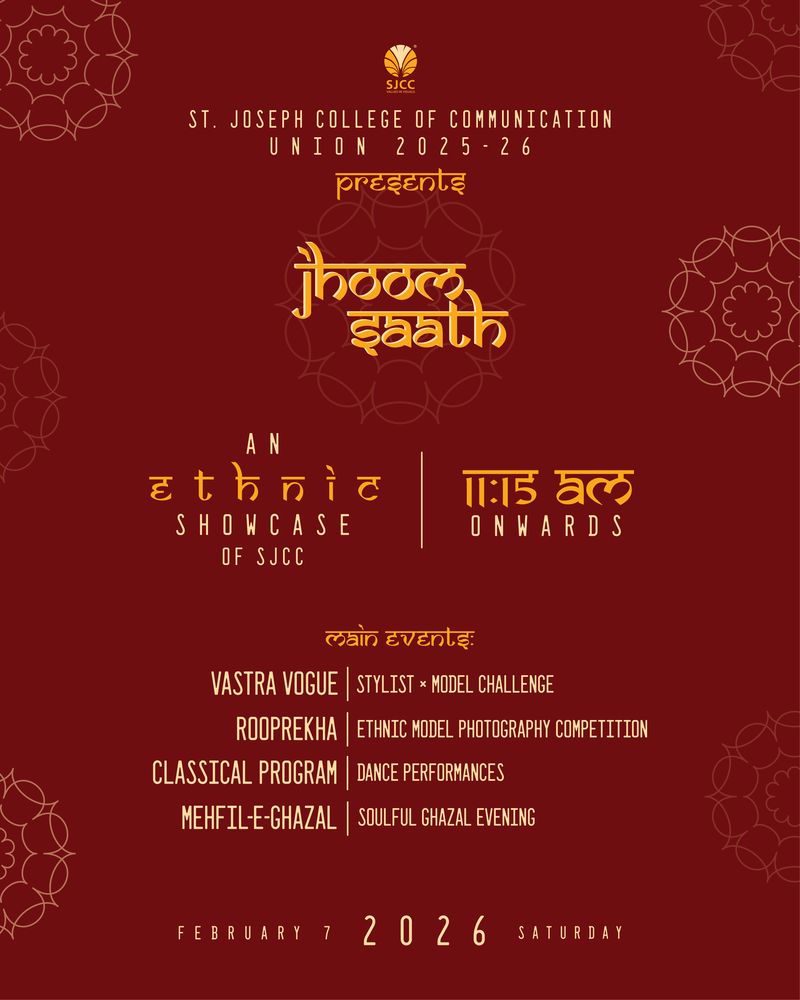 SJCC
ST. JOSEPH COLLEGE OF COMMUNICATION
UNION 2025-26
presents
jhoom
saath
AN
ethnic
SHOWCASE
OF SJCC
11:15 am
ONWARDS
main events:
VASTRA VOGUE | STYLIST × MODEL CHALLENGE
ROOPREKHA | ETHNIC MODEL PHOTOGRAPHY COMPETITION
CLASSICAL PROGRAM | DANCE PERFORMANCES
MEHFIL-E-GHAZAL | SOULFUL GHAZAL EVENING
FEBRUARY 7 2026 SATURDAY